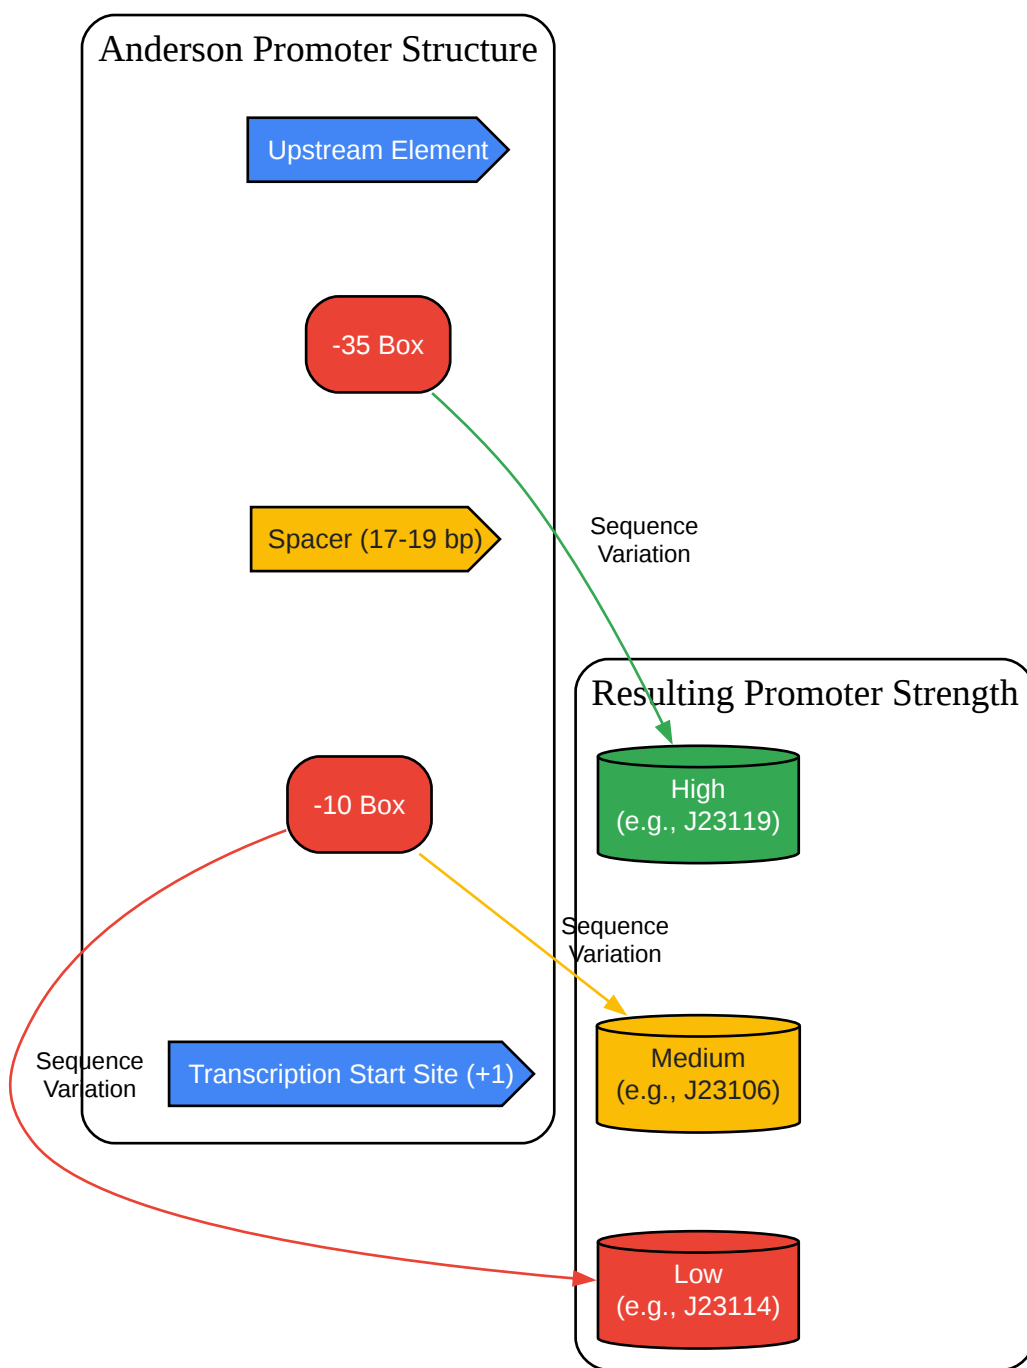 Anderson Promoter Structure
Upstream Element
-35 Box
Sequence
Variation
Spacer (17-19 bp)
Resulting Promoter Strength
High
(e.g., J23119)
-10 Box
Sequence
Variation
Medium
(e.g., J23106)
Sequence
Variation
Transcription Start Site (+1)
Low
(e.g., J23114)